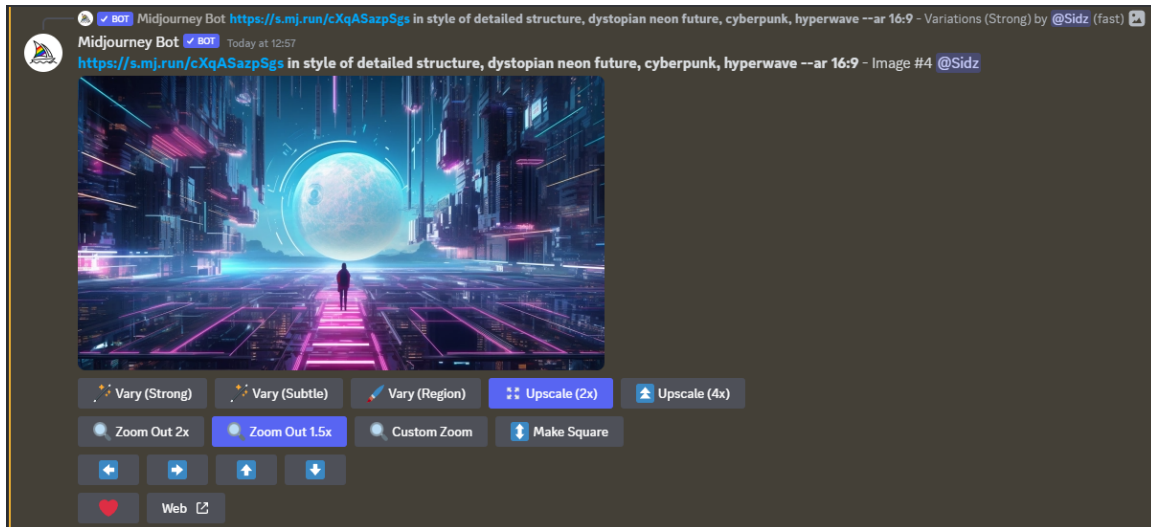 BOT Midjourney Bot https://s.mj.run/cXqASazpSgs in style of detailed structure, dystopian neon future, cyberpunk, hyperwave --ar 16:9 - Variations (Strong) by @Sidz (fast)
Midjourney Bot BOT Today at 12:57
https://s.mj.run/cXqASazpSgs in style of detailed structure, dystopian neon future, cyberpunk, hyperwave --ar 16:9 - Image #4 @Sidz
Vary (Strong) Vary (Subtle) Vary (Region) Upscale (2x) Upscale (4x)
Zoom Out 2x Zoom Out 1.5x Custom Zoom Make Square
Web